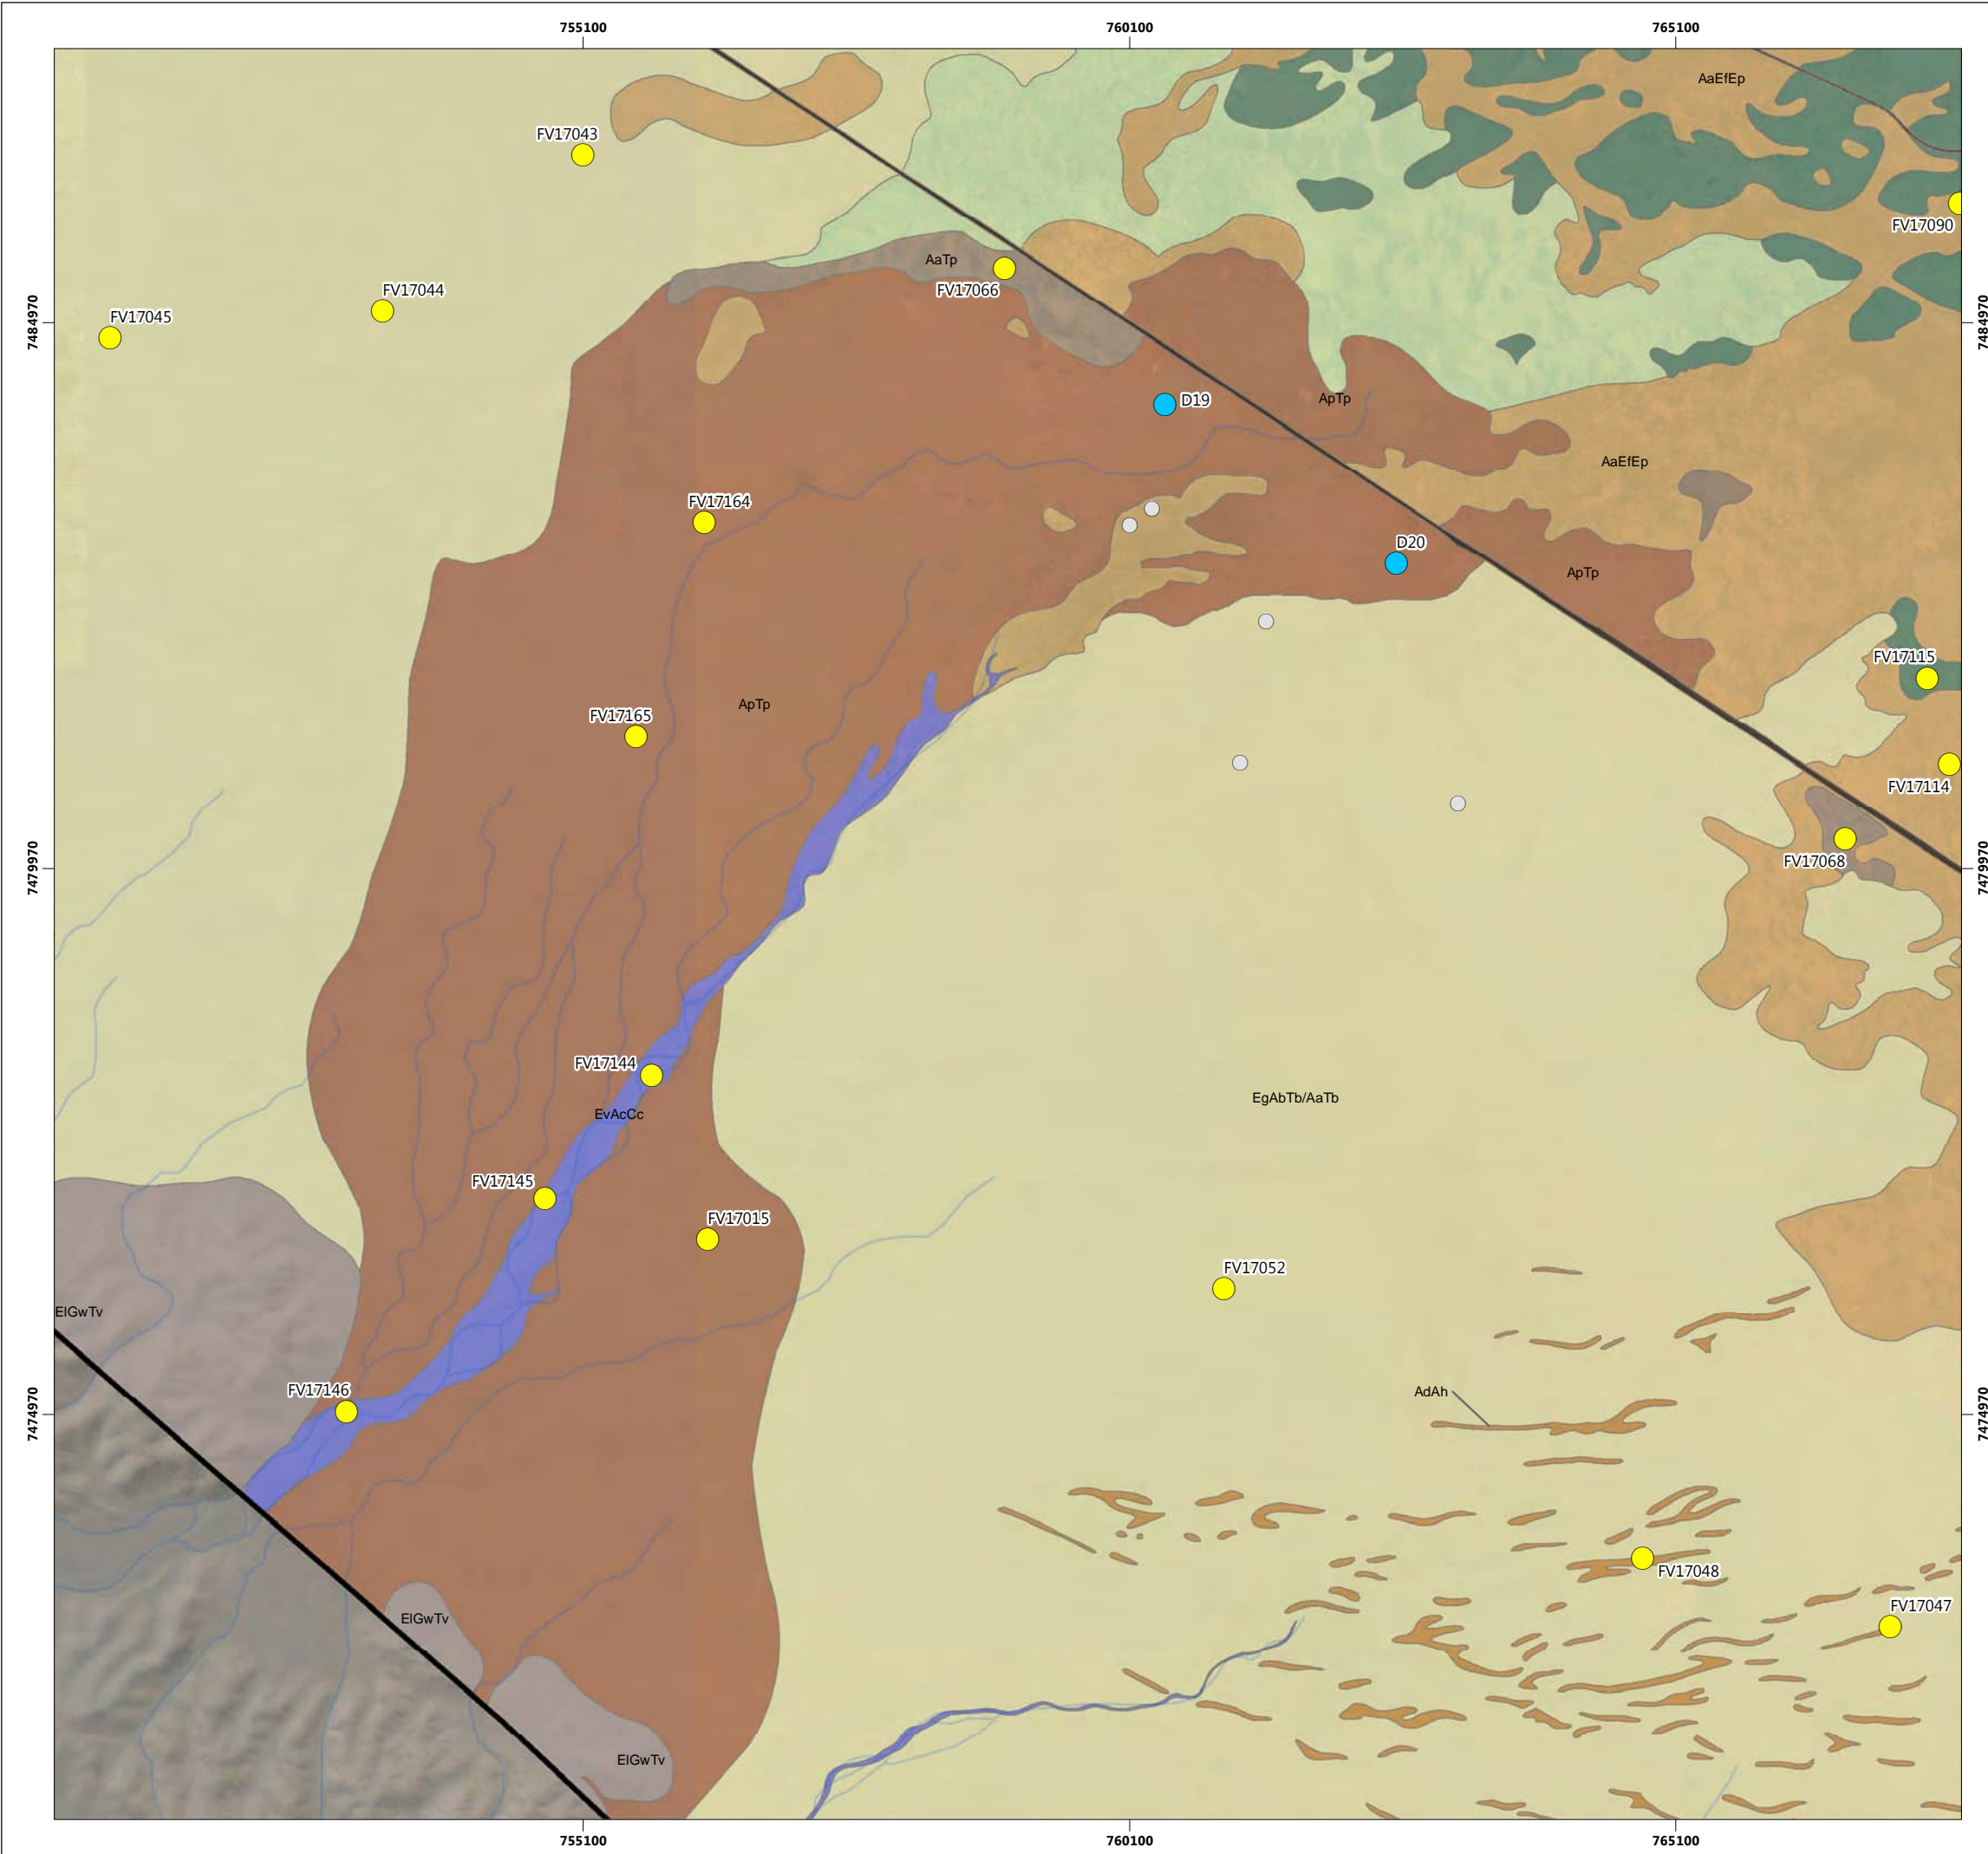 755100 760100 765100
AaEfEp
FV17043
FV17090
AaTp
FV17066
FV17044
FV17045
7484970 7484970
D19
ApTp
AaEfEp
FV17164
D20
ApTp
FV17115
ApTp
FV17165
FV17114
FV17068
7479970 7479970
FV17144
EvAcCc
EgAbTb/AaTb
FV17145
FV17015
FV17052
ElGwTv
FV17146
AdAh
7474970 7474970
FV17048
FV17047
ElGwTv
ElGwTv
755100 760100 765100